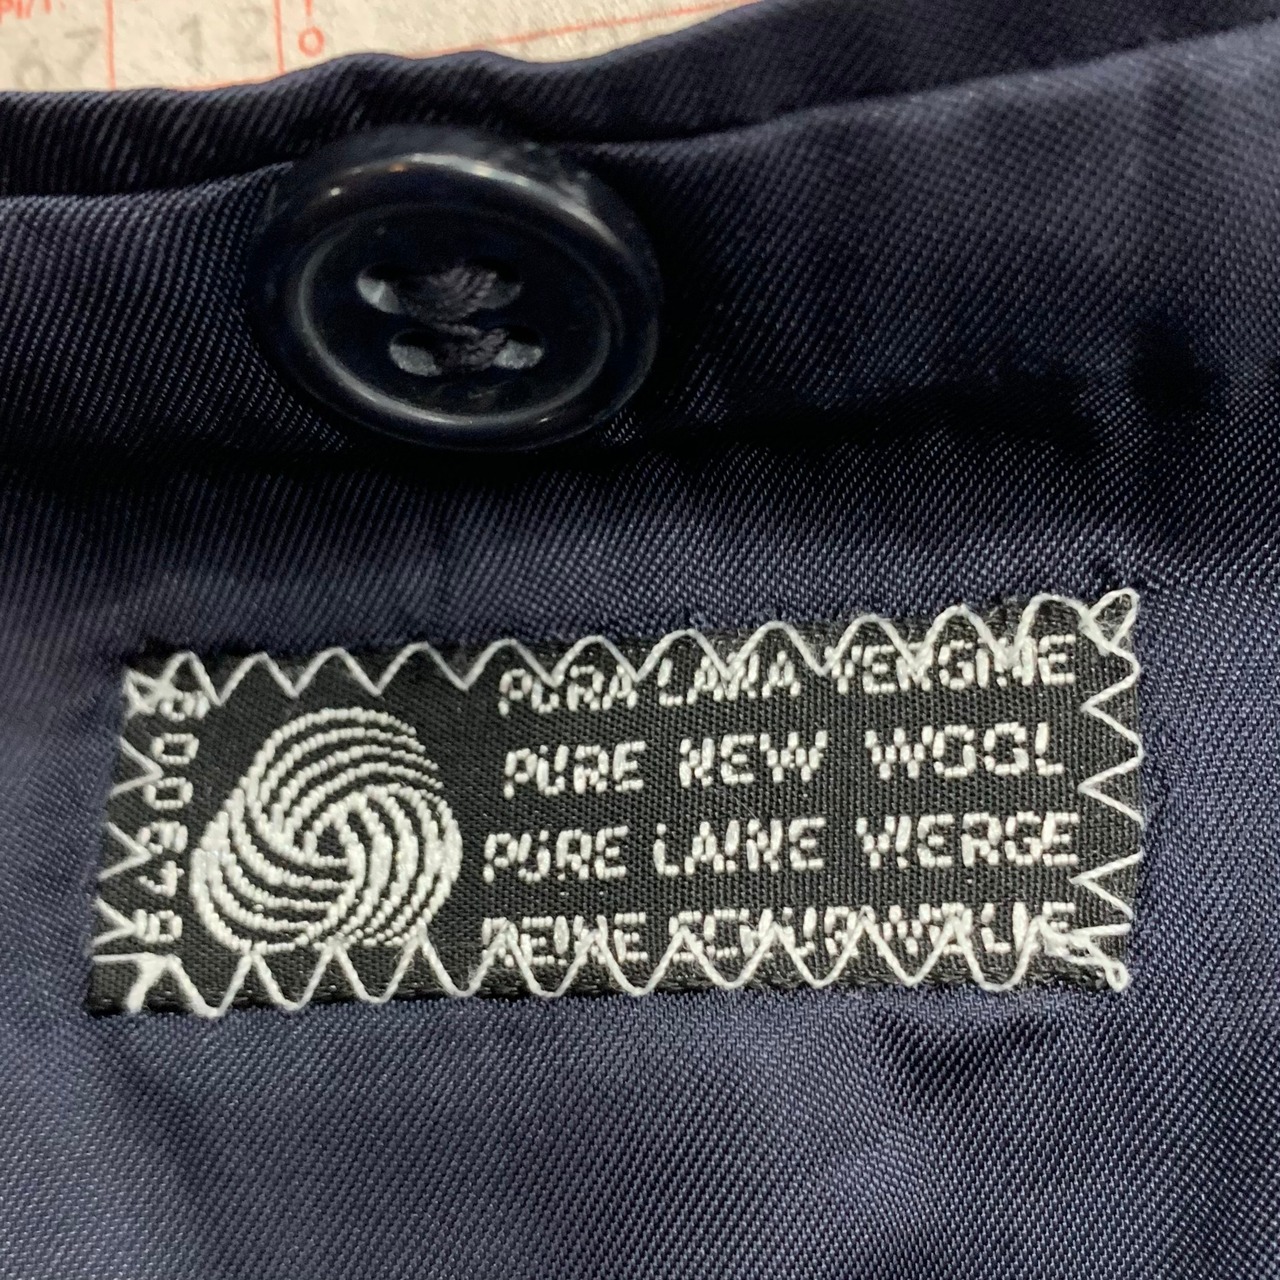 PURA LANA VERGINE
PURE NEW WOOL
PURE LAINE VIERGE
REINE SCHURWOLLE